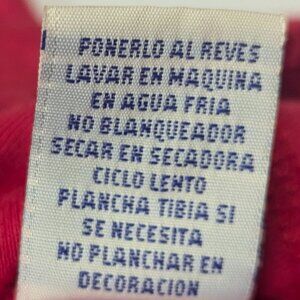 PONERLO AL REVES
LAVAR EN MAQUINA
EN AGUA FRIA
NO BLANQUEADOR
SECAR EN SECADORA
CICLO LENTO
PLANCHA TIBIA SI
SE NECESITA
NO PLANCHAR EN
DECORACION